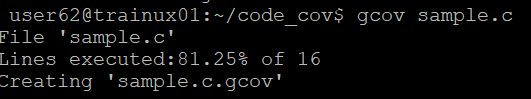 user62@trainux01:~/code_cov$ gcov sample.c
File 'sample.c'
Lines executed:81.25% of 16
Creating 'sample.c.gcov'